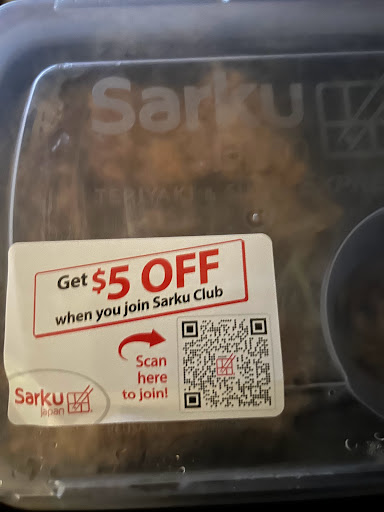 Sarku
TERIYAKI &
Get $5 OFF
when you join Sarku Club
Scan
here
to join!
Sarku
japan